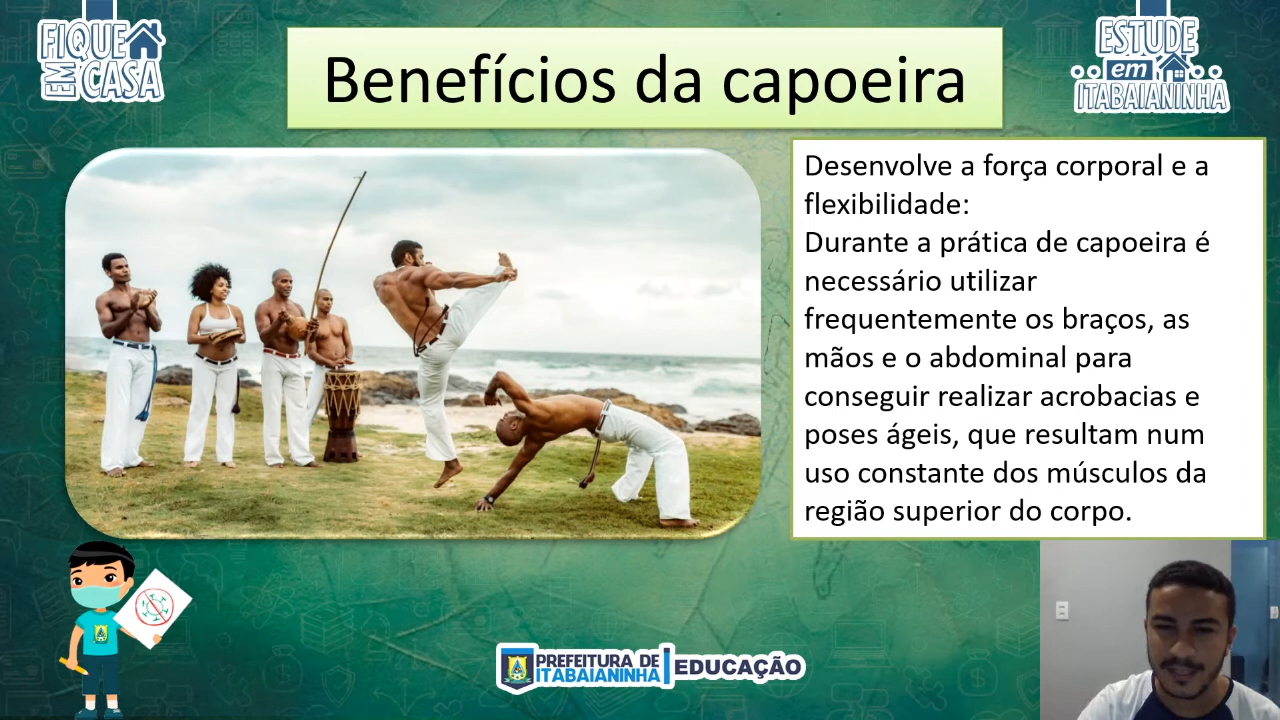 FIQUE
EM CASA
ESTUDE
em
ITABAIANINHA
Benefícios da capoeira
Desenvolve a força corporal e a
flexibilidade:
Durante a prática de capoeira é
necessário utilizar
frequentemente os braços, as
mãos e o abdominal para
conseguir realizar acrobacias e
poses ágeis, que resultam num
uso constante dos músculos da
região superior do corpo.
PREFEITURA DE
ITABAIANINHA
EDUCAÇÃO